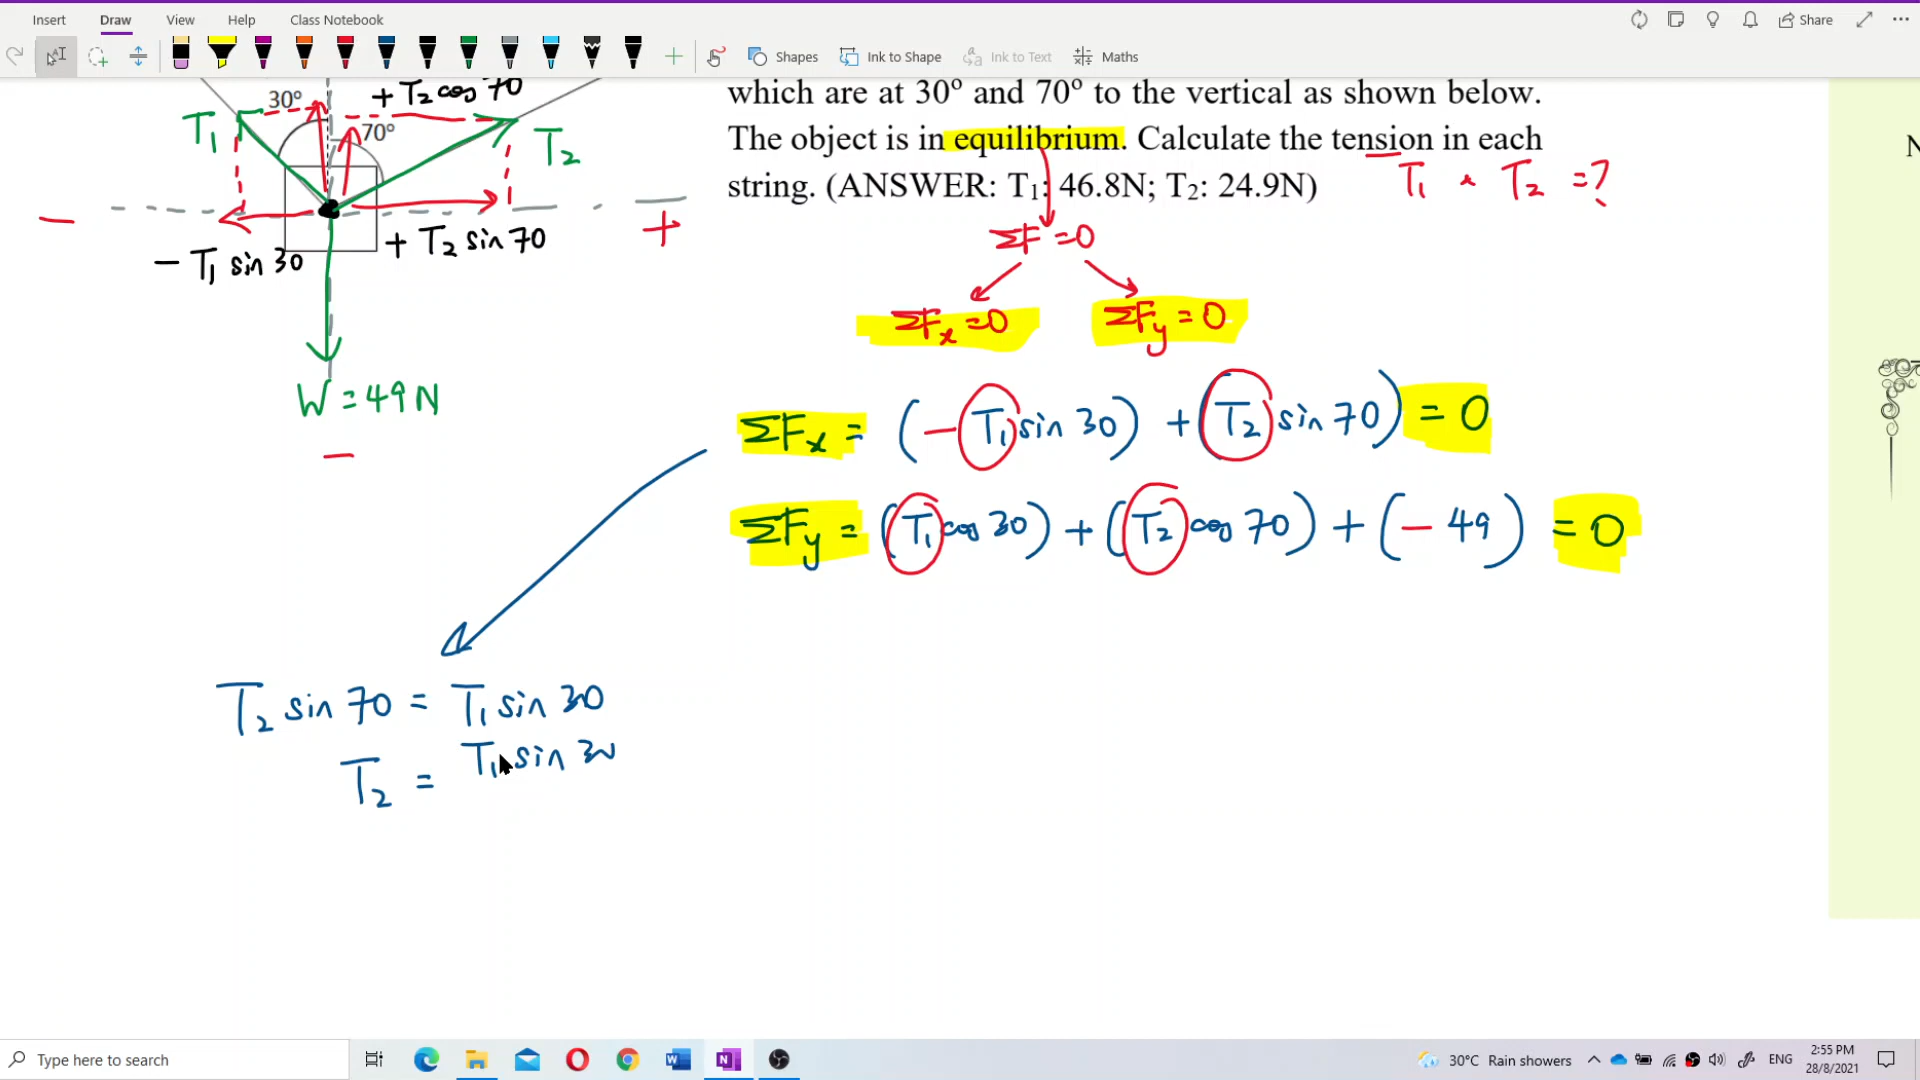 Insert Draw View Help Class Notebook Share
Shapes Ink to Shape Ink to Text Maths
which are at 30º and 70º to the vertical as shown below.
The object is in equilibrium. Calculate the tension in each
string. (ANSWER: T₁: 46.8N; T₂: 24.9N)
T₁ & T₂ =?
30º + T₂ cos 70
T₁ 70º T₂
− +
− T₁ sin 30 + T₂ sin 70
W = 49 N
−
ΣF = 0
ΣFx = 0 ΣFy = 0
ΣFx = (− T₁ sin 30) + (T₂ sin 70) = 0
ΣFy = (T₁ cos 30) + (T₂ cos 70) + (− 49) = 0
T₂ sin 70 = T₁ sin 30
T₂ = T₁ sin 30
N
Type here to search 30°C Rain showers ENG 2:55 PM
28/8/2021